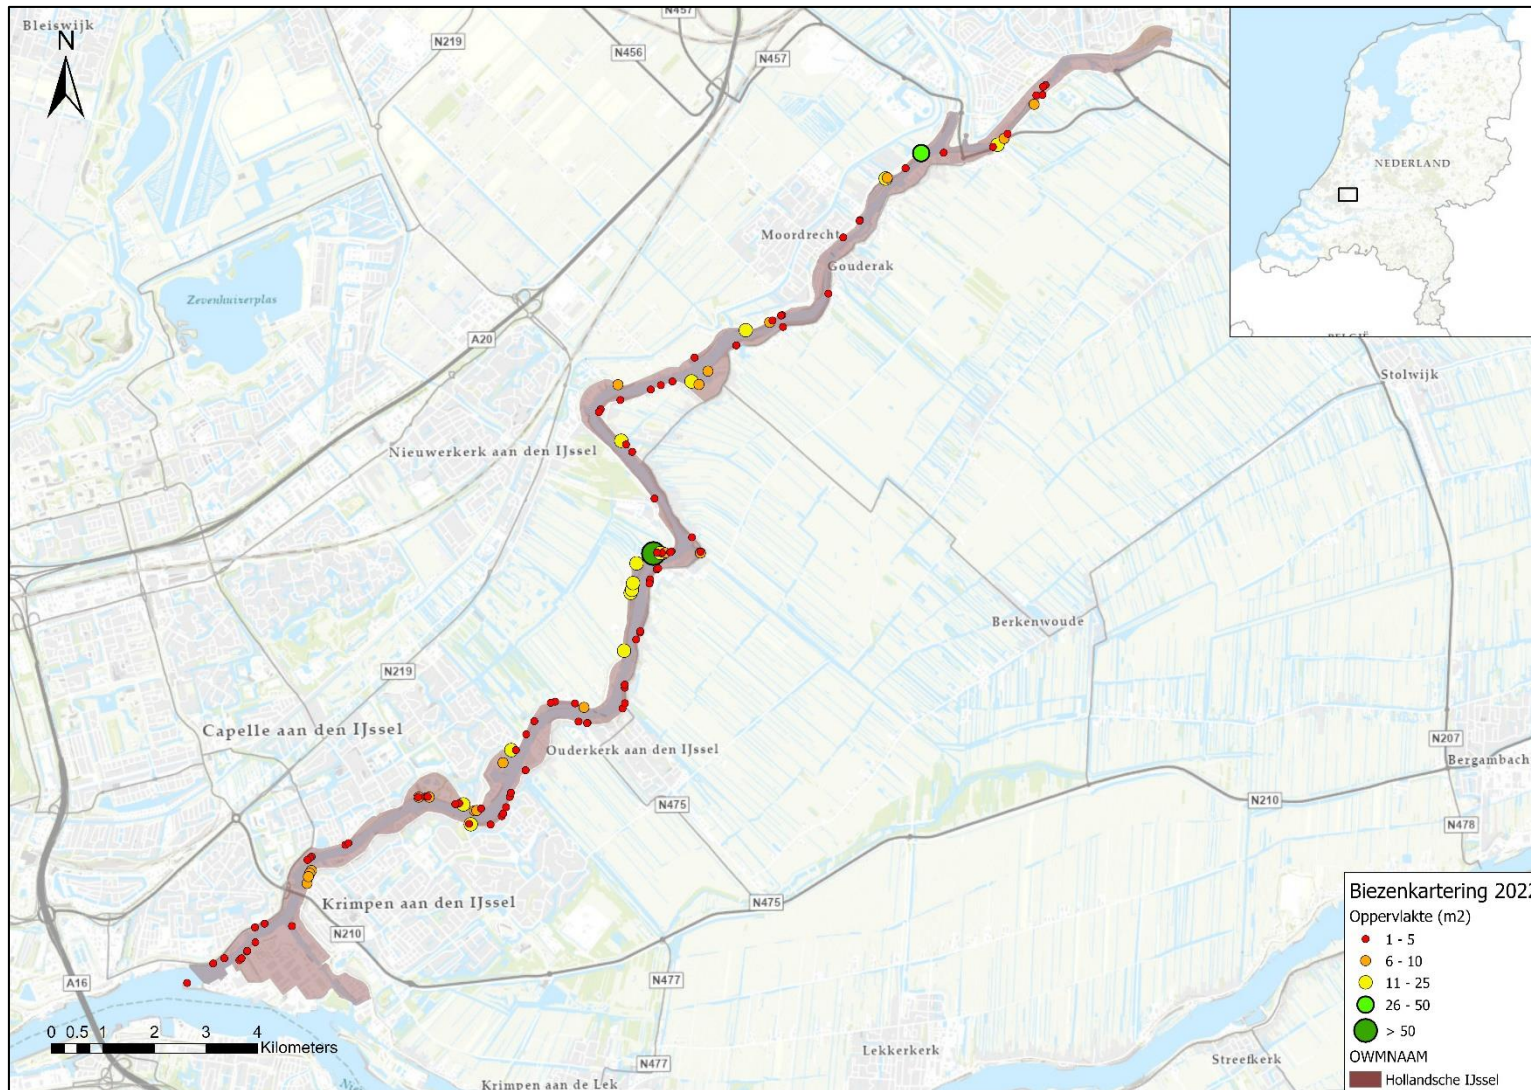 Bleiswijk
N
N219
N457
N456
N457
NEDERLAND
Moordrecht
Gouderak
Zevenhuizerplas
A20
Stolwijk
Nieuwerkerk aan den IJssel
Berkenwoude
N219
Capelle aan den IJssel
Ouderkerk aan den IJssel
N207
Bergambacht
N475
N210
N478
Krimpen aan den IJssel
N475
N210
A16
N477
0 0.5 1 2 3 4
Kilometers
Lekkerkerk
N477
Streefkerk
Krimpen aan de Lek
Biezenkartering 2022
Oppervlakte (m2)
1 - 5
6 - 10
11 - 25
26 - 50
> 50
OWMNAAM
Hollandsche IJssel